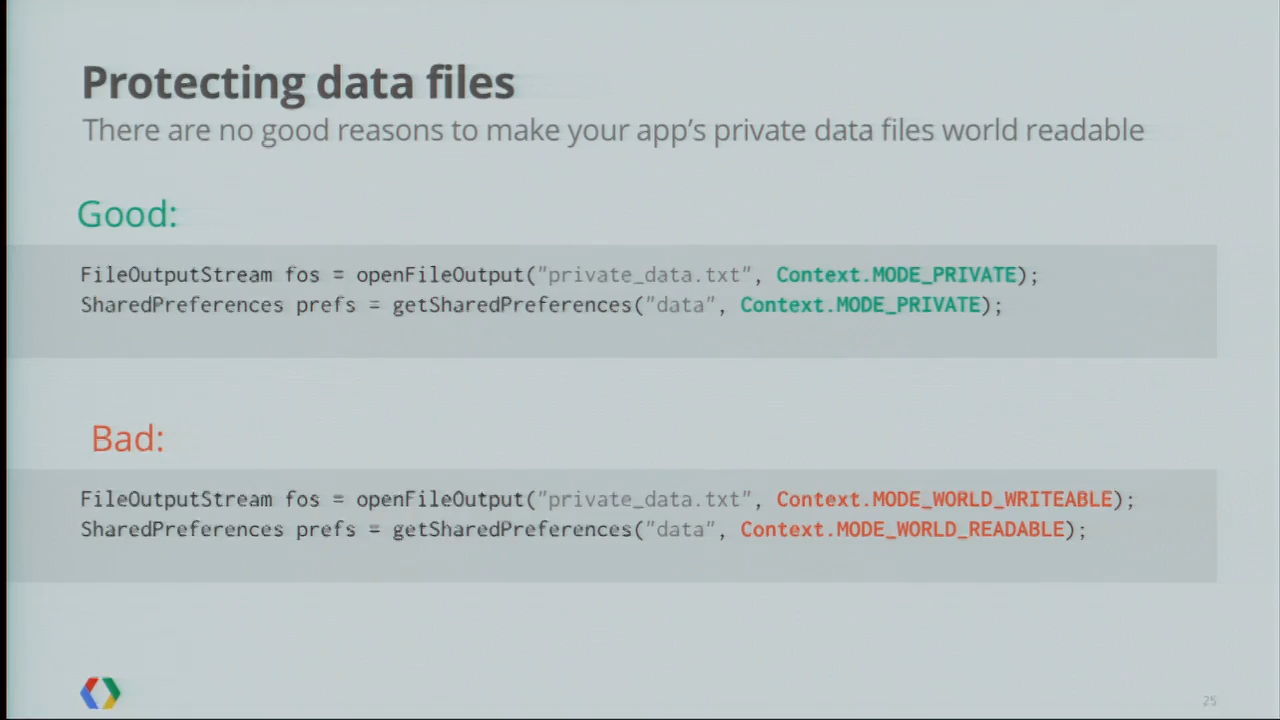 Protecting data files
There are no good reasons to make your app's private data files world readable
Good:
FileOutputStream fos = openFileOutput("private_data.txt", Context.MODE_PRIVATE);
SharedPreferences prefs = getSharedPreferences("data", Context.MODE_PRIVATE);
Bad:
FileOutputStream fos = openFileOutput("private_data.txt", Context.MODE_WORLD_WRITEABLE);
SharedPreferences prefs = getSharedPreferences("data", Context.MODE_WORLD_READABLE);
25